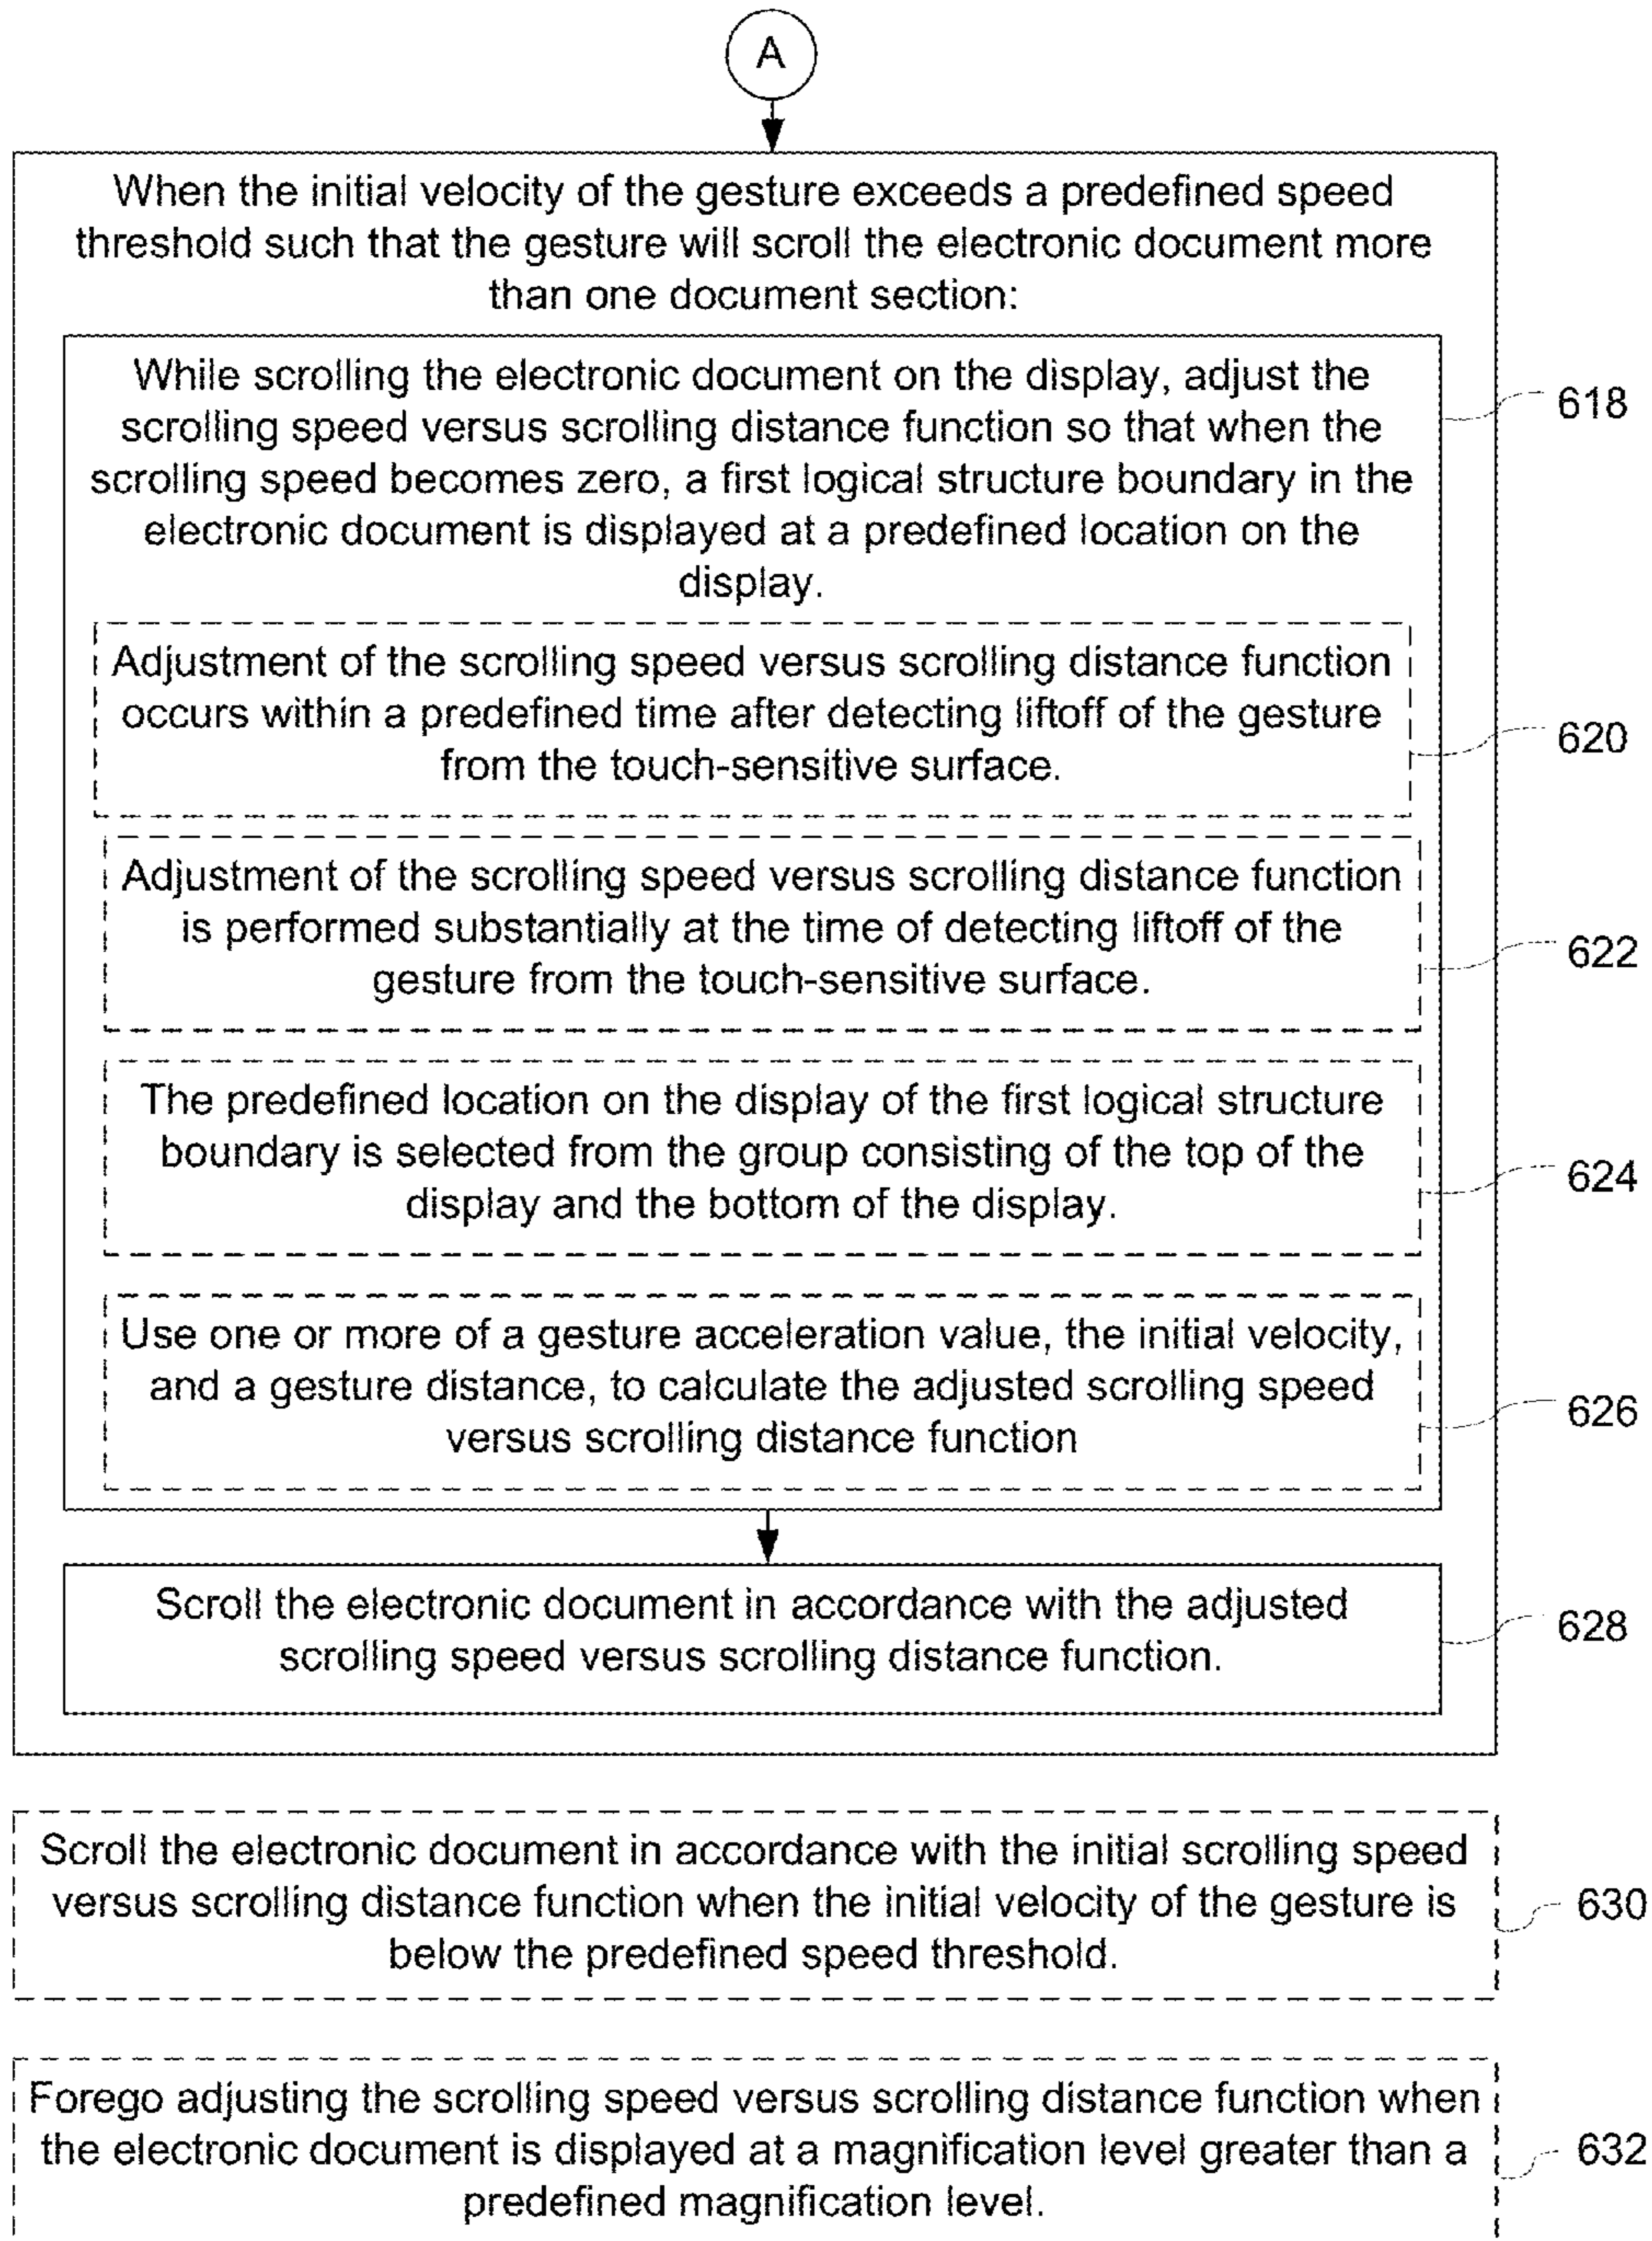 A
When the initial velocity of the gesture exceeds a predefined speed
threshold such that the gesture will scroll the electronic document more
than one document section:
While scrolling the electronic document on the display, adjust the
scrolling speed versus scrolling distance function so that when the
scrolling speed becomes zero, a first logical structure boundary in the
electronic document is displayed at a predefined location on the
display.
618
Adjustment of the scrolling speed versus scrolling distance function
occurs within a predefined time after detecting liftoff of the gesture
from the touch-sensitive surface.
620
Adjustment of the scrolling speed versus scrolling distance function
is performed substantially at the time of detecting liftoff of the
gesture from the touch-sensitive surface.
622
The predefined location on the display of the first logical structure
boundary is selected from the group consisting of the top of the
display and the bottom of the display.
624
Use one or more of a gesture acceleration value, the initial velocity,
and a gesture distance, to calculate the adjusted scrolling speed
versus scrolling distance function
626
Scroll the electronic document in accordance with the adjusted
scrolling speed versus scrolling distance function.
628
Scroll the electronic document in accordance with the initial scrolling speed
versus scrolling distance function when the initial velocity of the gesture is
below the predefined speed threshold.
630
Forego adjusting the scrolling speed versus scrolling distance function when
the electronic document is displayed at a magnification level greater than a
predefined magnification level.
632